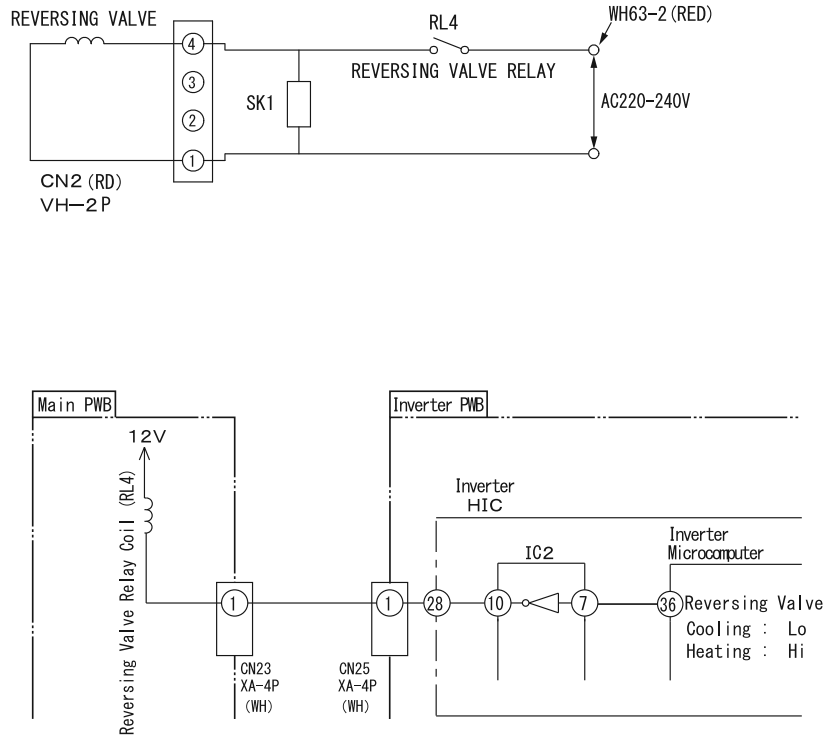 REVERSING VALVE
4
3
2
1
CN2 (RD)
VH-2P
SK1
RL4
REVERSING VALVE RELAY
WH63-2 (RED)
AC220-240V
Main PWB
12V
Reversing Valve Relay Coil (RL4)
1
CN23
XA-4P
(WH)
Inverter PWB
1
CN25
XA-4P
(WH)
Inverter
HIC
28
IC2
10
7
Inverter
Microcomputer
36
Reversing Valve
Cooling : Lo
Heating : Hi